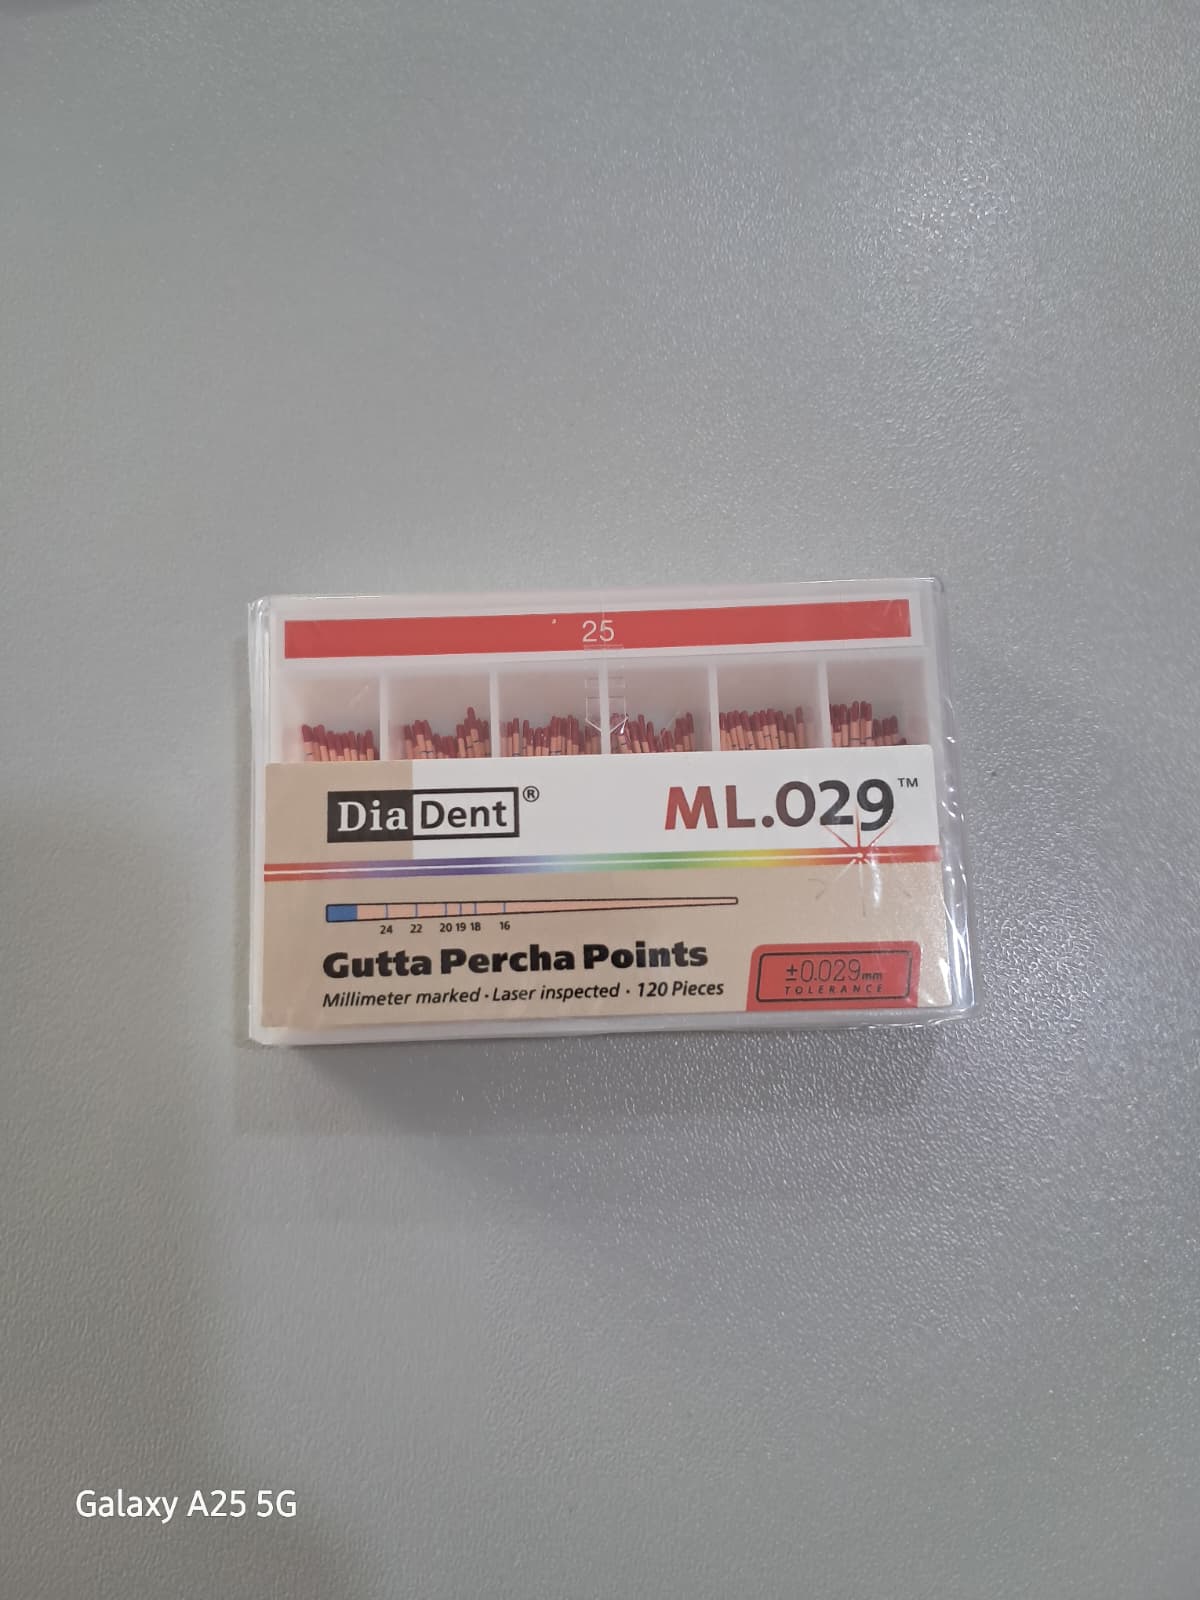 25
DiaDent®
ML.029™
24 22 20 19 18 16
Gutta Percha Points
Millimeter marked · Laser inspected · 120 Pieces
±0.029mm
TOLERANCE
Galaxy A25 5G